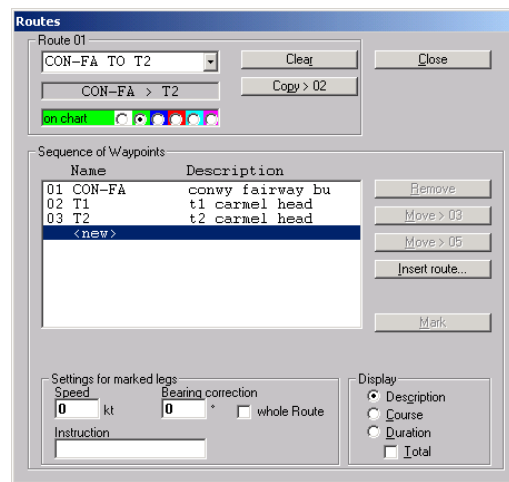 Routes
Route 01
CON-FA TO T2
Clear
Close
CON-FA > T2
Copy > 02
on chart
Sequence of Waypoints
Name Description
01 CON-FA conwy fairway bu
02 T1 t1 carmel head
03 T2 t2 carmel head
<new>
Remove
Move > 03
Move > 05
Insert route...
Mark
Settings for marked legs
Speed Bearing correction
0 kt 0 ° whole Route
Instruction
Display
Description
Course
Duration
Total